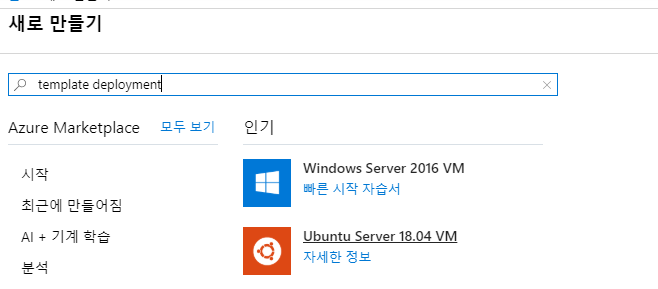 새로 만들기
template deployment
Azure Marketplace 모두 보기
인기
시작
최근에 만들어짐
AI + 기계 학습
분석
Windows Server 2016 VM
빠른 시작 자습서
Ubuntu Server 18.04 VM
자세한 정보